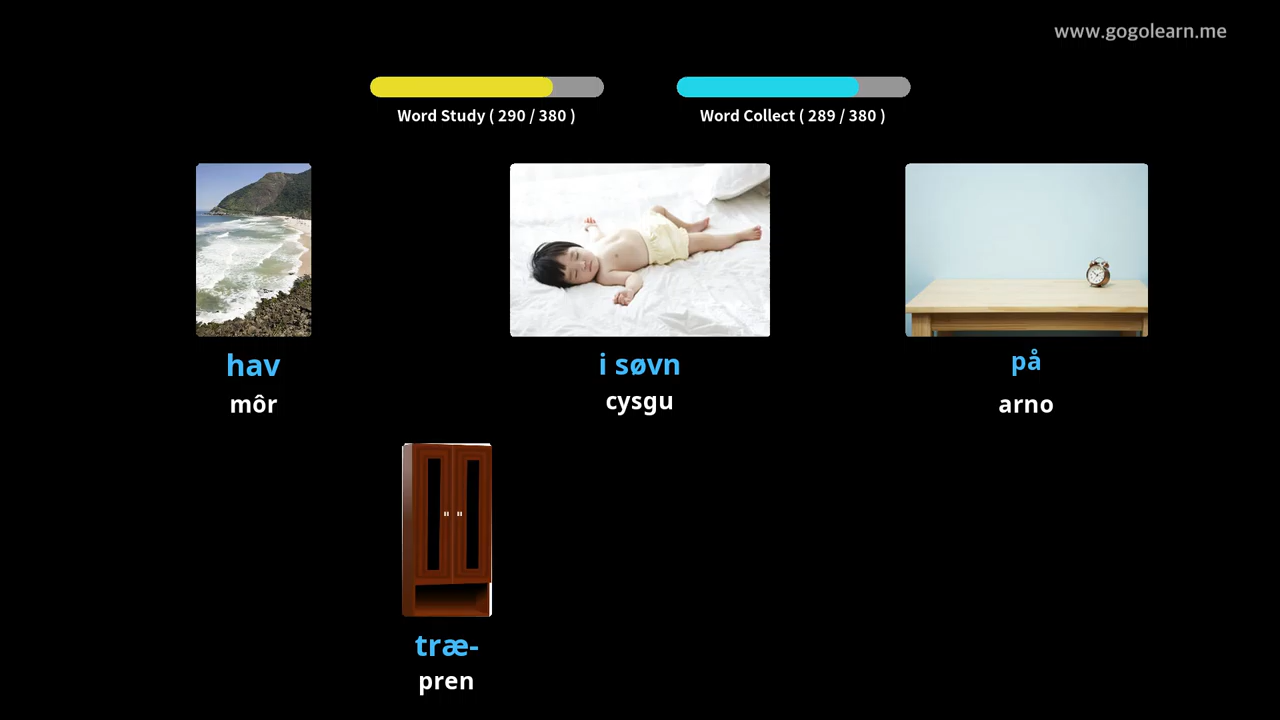 www.gogolearn.me
Word Study ( 290 / 380 )
Word Collect ( 289 / 380 )
hav
môr
i søvn
cysgu
på
arno
træ-
pren